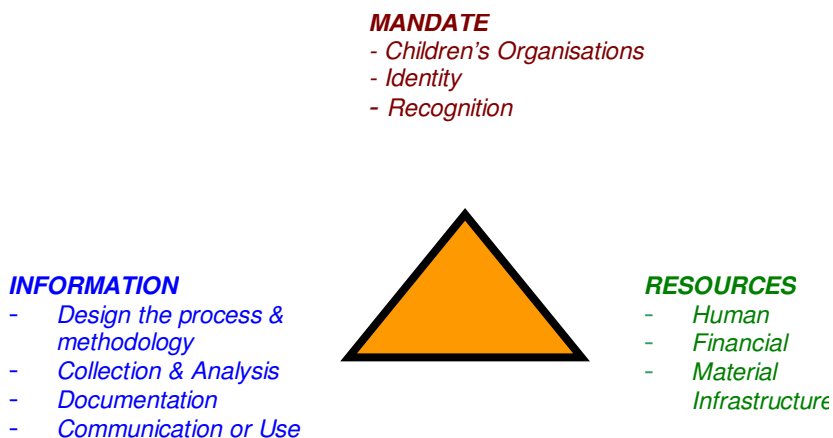 MANDATE
- Children's Organisations
- Identity
- Recognition
INFORMATION
- Design the process &
methodology
- Collection & Analysis
- Documentation
- Communication or Use
RESOURCES
- Human
- Financial
- Material
Infrastructure